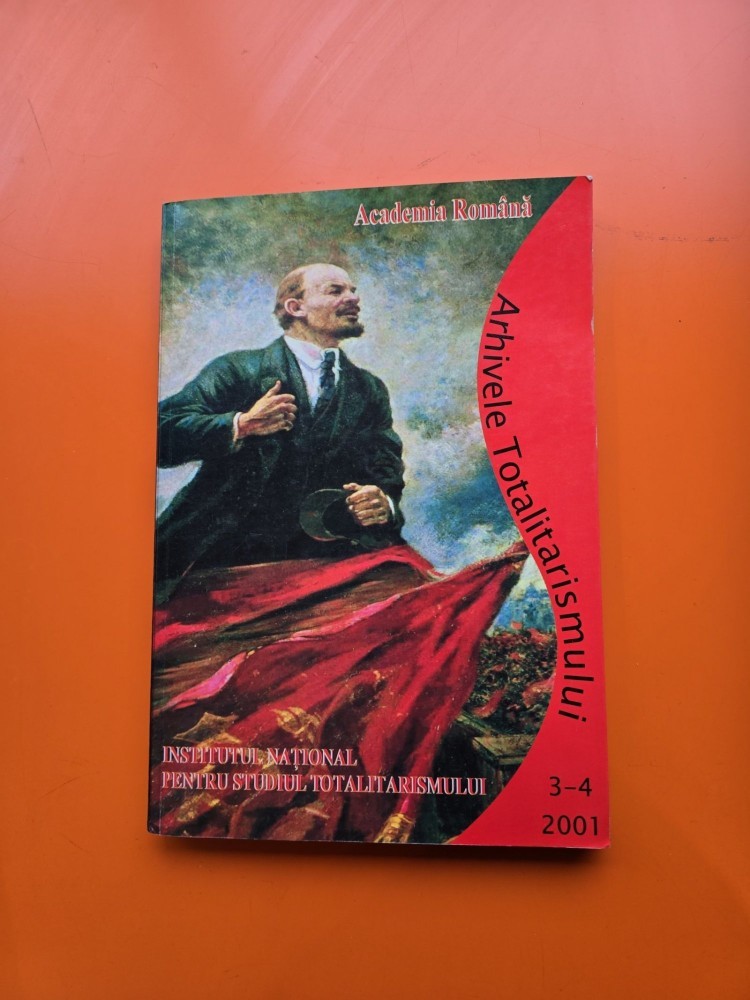 Academia Română
Arhivele Totalitarismului
INSTITUTUL NAȚIONAL
PENTRU STUDIUL TOTALITARISMULUI
3-4
2001